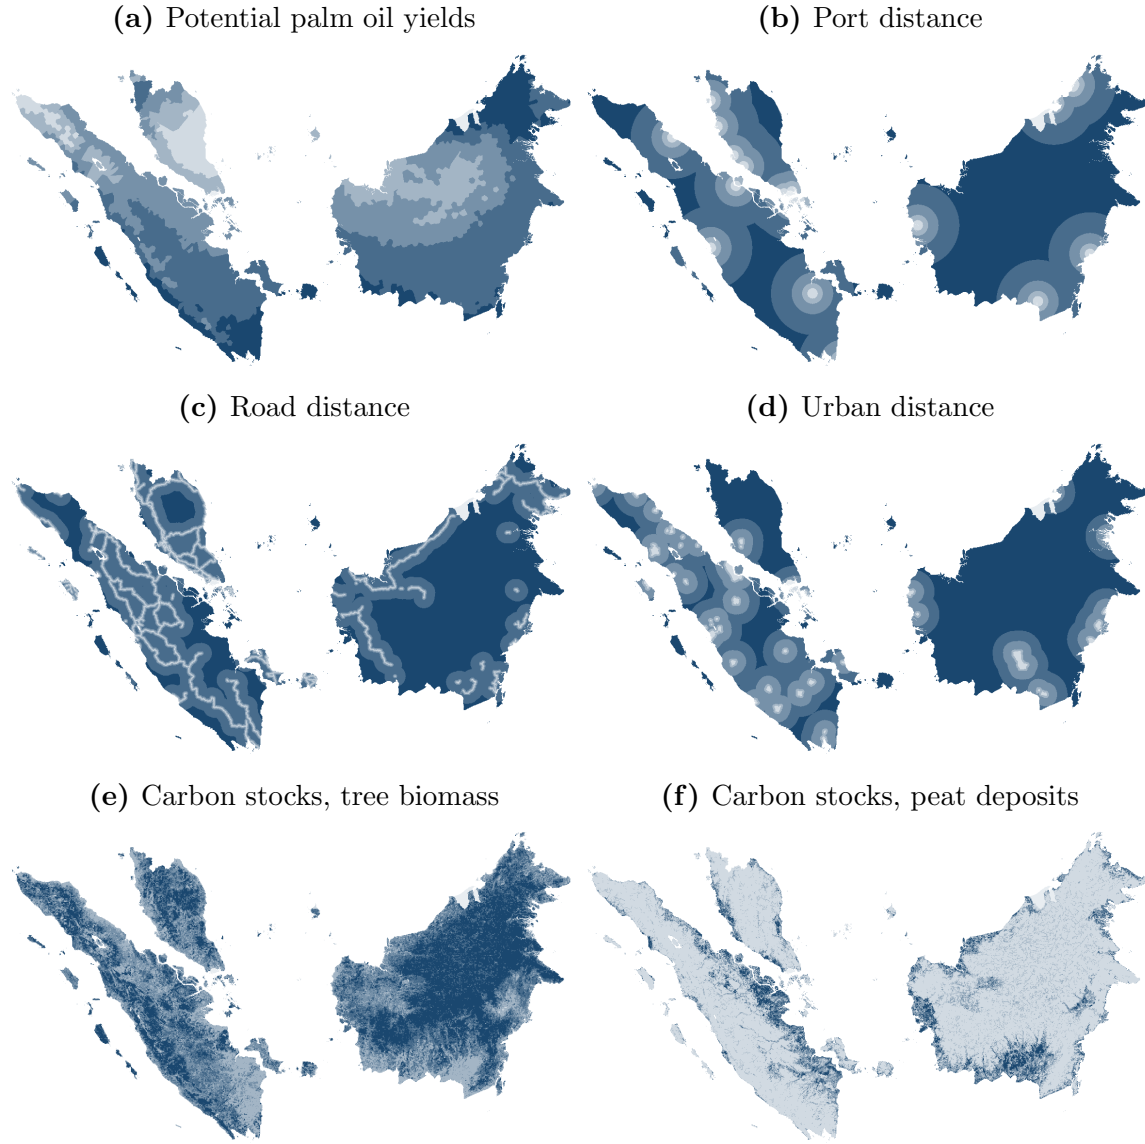 (a) Potential palm oil yields
(b) Port distance
(c) Road distance
(d) Urban distance
(e) Carbon stocks, tree biomass
(f) Carbon stocks, peat deposits